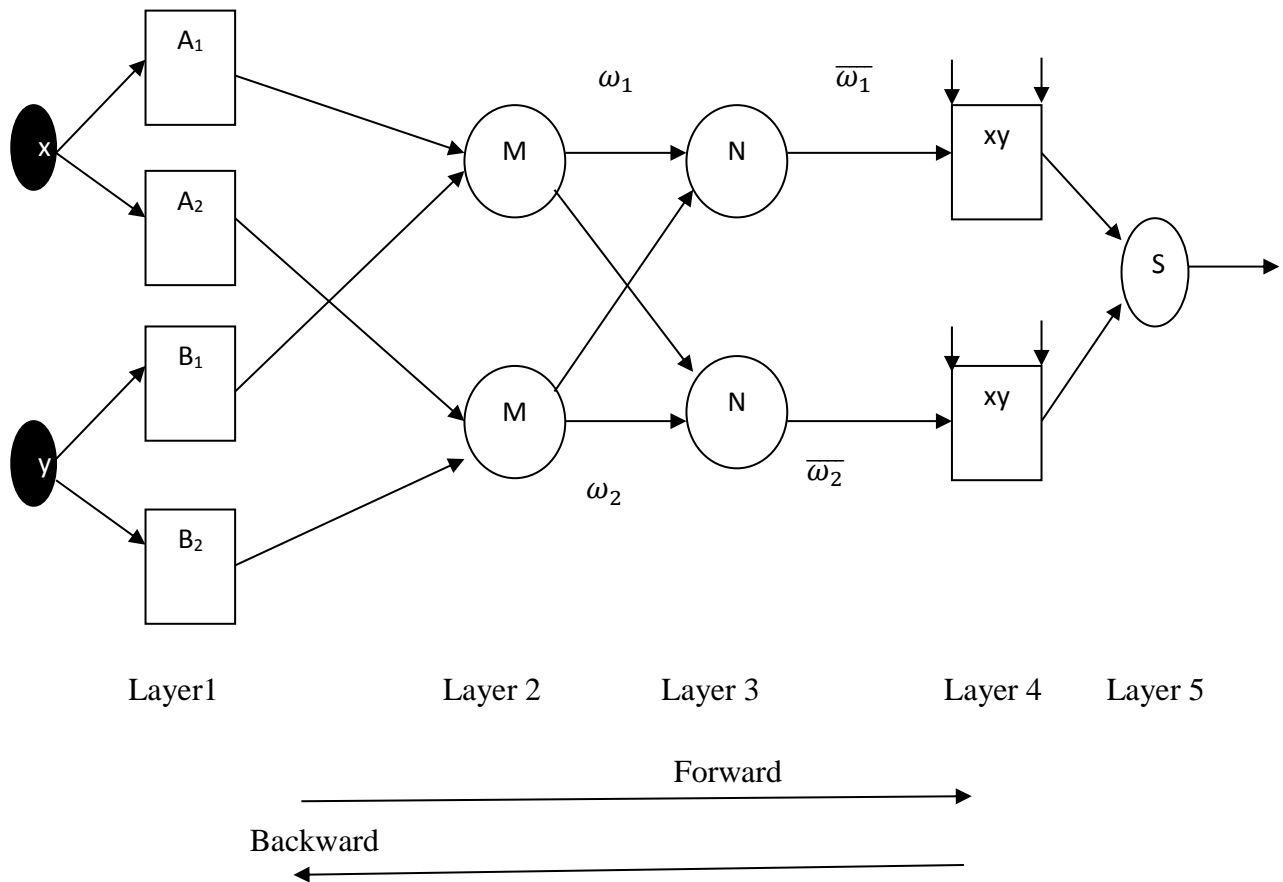 A₁
ω₁ ω̅₁
x M N xy
A₂
S
B₁
M N xy
y ω̅₂
ω₂
B₂
Layer1 Layer 2 Layer 3 Layer 4 Layer 5
Forward
Backward